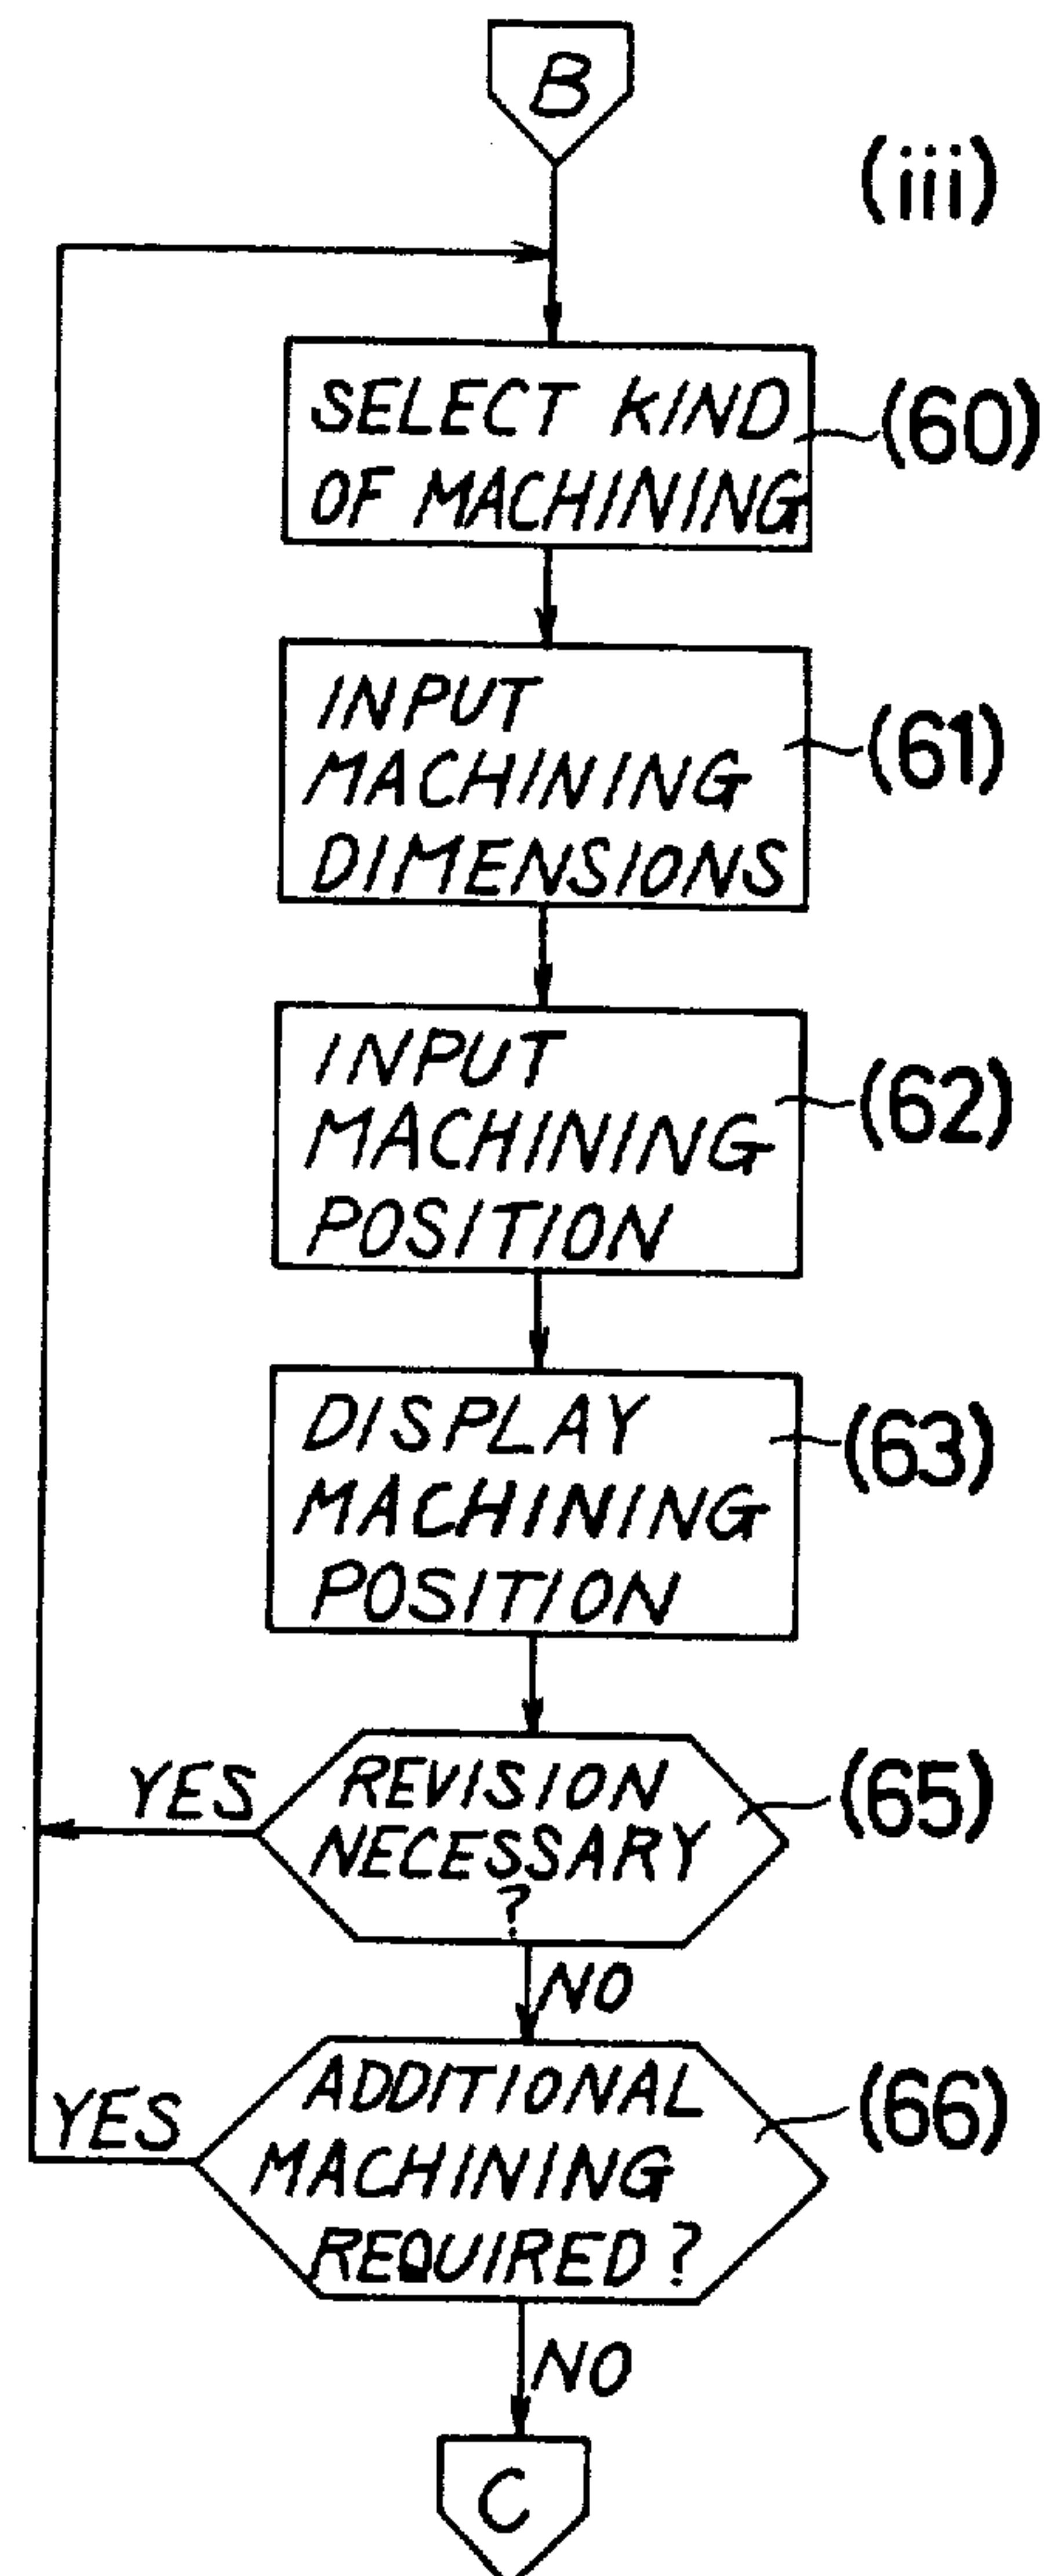 B
(iii)
SELECT KIND
OF MACHINING
(60)
INPUT
MACHINING
DIMENSIONS
(61)
INPUT
MACHINING
POSITION
(62)
DISPLAY
MACHINING
POSITION
(63)
REVISION
NECESSARY
?
(65)
YES
NO
ADDITIONAL
MACHINING
REQUIRED?
(66)
YES
NO
C